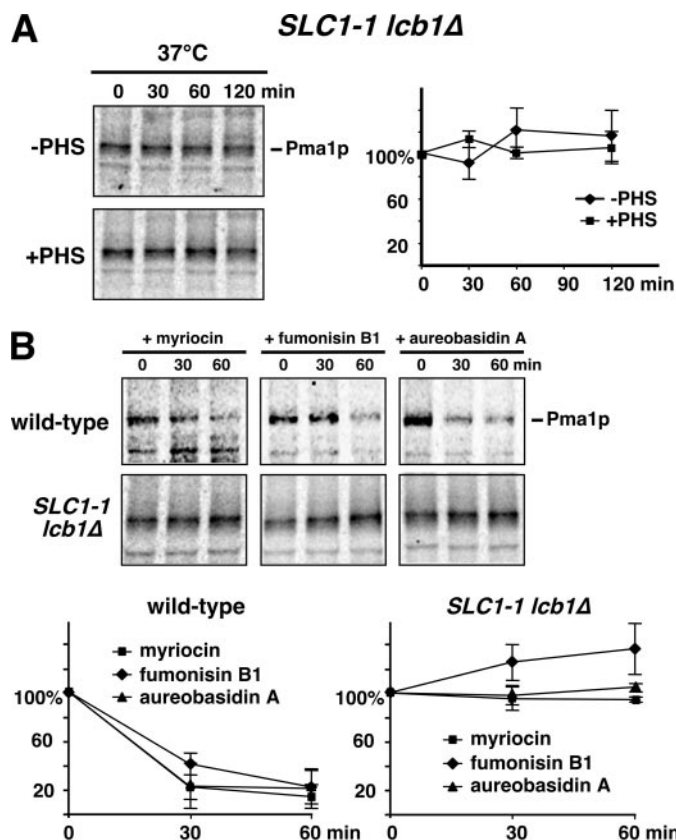 A
SLC1-1 lcb1Δ
37°C
0 30 60 120 min
-PHS
Pma1p
+PHS
100%
60
20
-PHS
+PHS
0 30 60 90 120 min
B
+ myriocin + fumonisin B1 + aureobasidin A
0 30 60 0 30 60 0 30 60 min
wild-type
Pma1p
SLC1-1
lcb1Δ
wild-type
myriocin
fumonisin B1
aureobasidin A
100%
60
20
0 30 60 min
SLC1-1 lcb1Δ
100%
60
20
myriocin
fumonisin B1
aureobasidin A
0 30 60 min